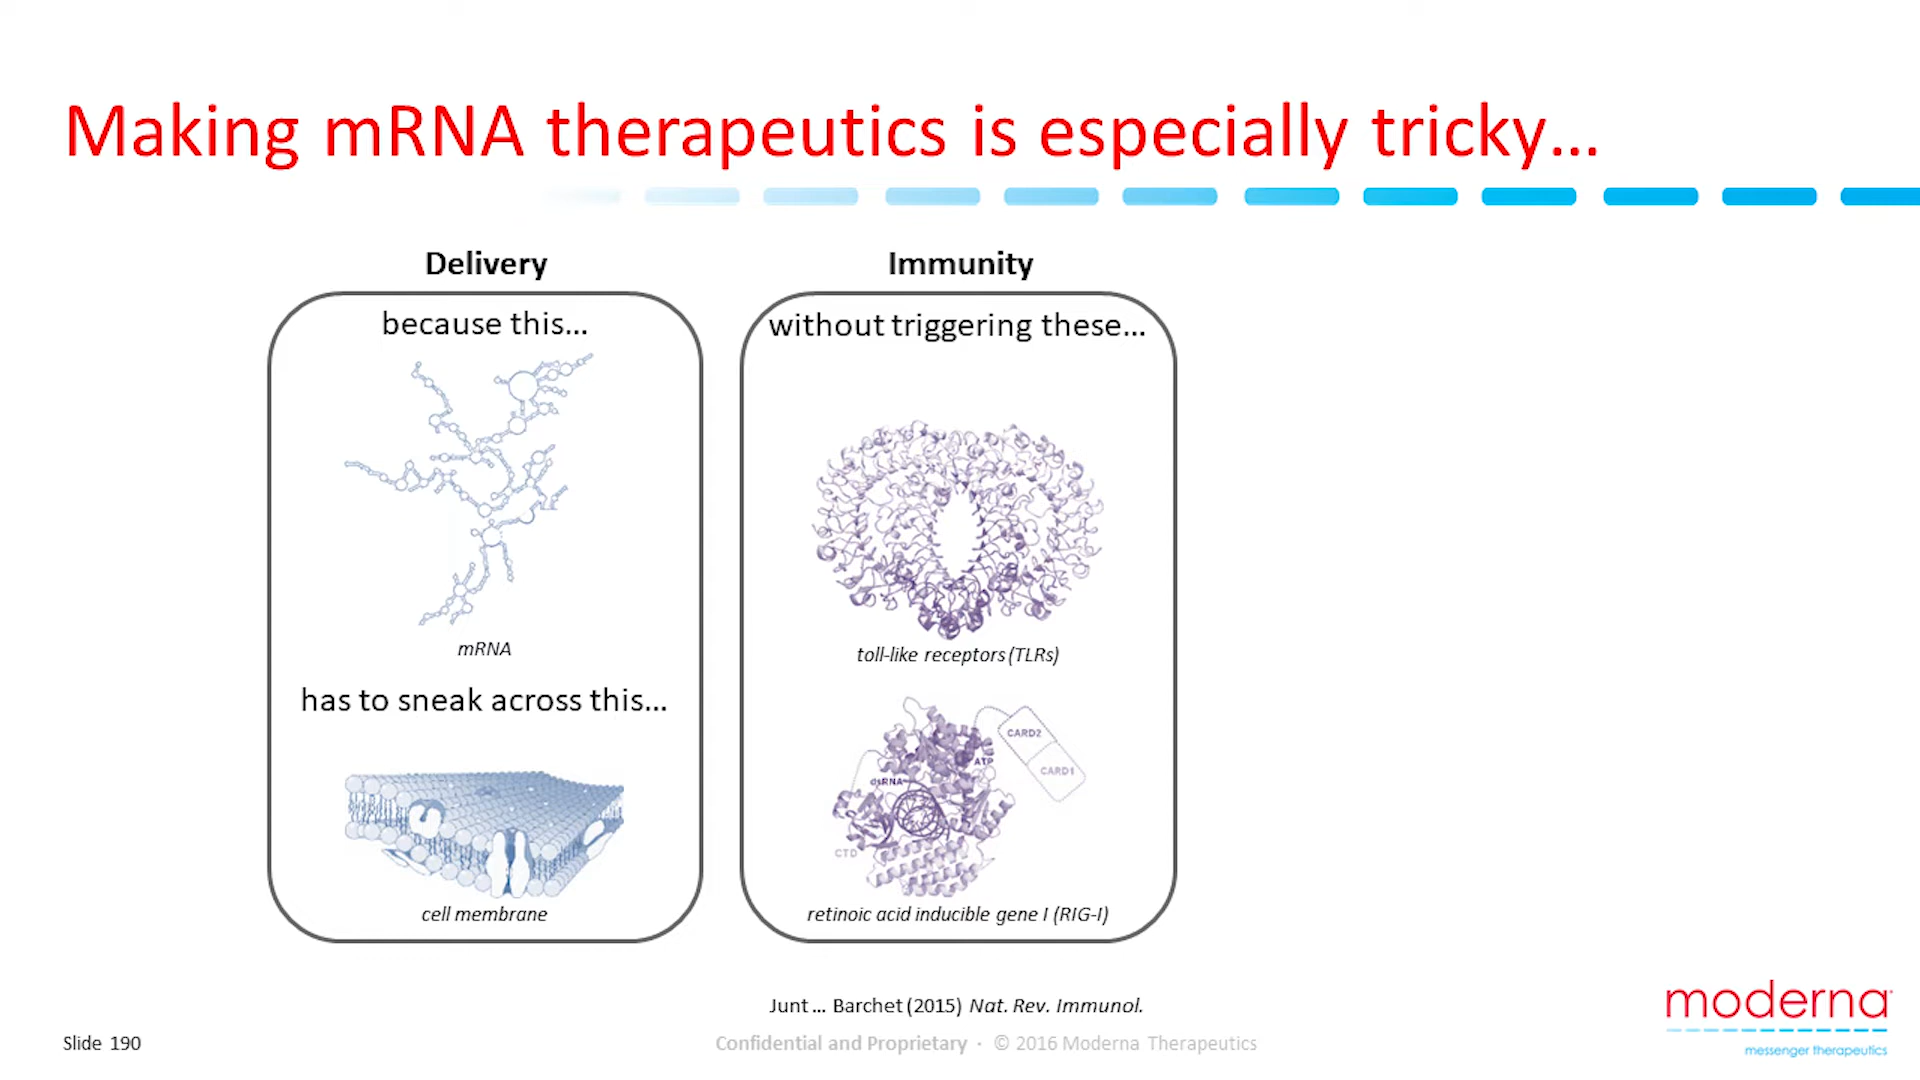 Making mRNA therapeutics is especially tricky...
Delivery
because this...
mRNA
has to sneak across this...
cell membrane
Immunity
without triggering these...
toll-like receptors (TLRs)
CARD2
ATP
CARD1
dsRNA
CTD
retinoic acid inducible gene I (RIG-I)
Junt ... Barchet (2015) Nat. Rev. Immunol.
Slide 190
Confidential and Proprietary · © 2016 Moderna Therapeutics
moderna
messenger therapeutics